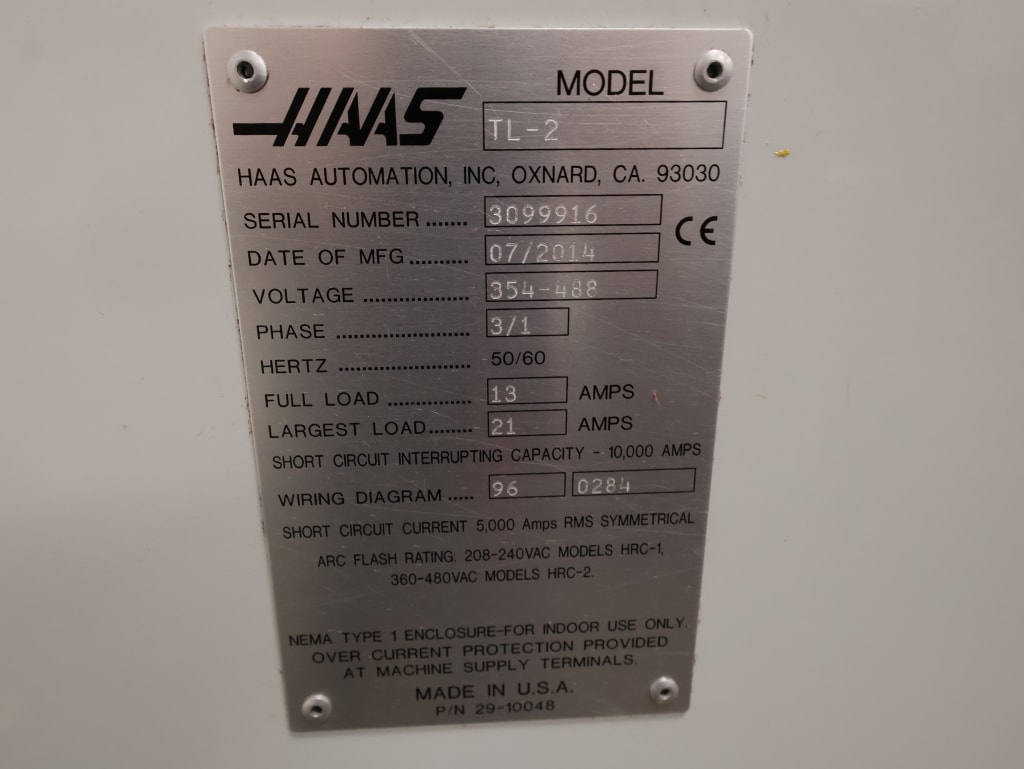 HAAS
MODEL
TL-2
HAAS AUTOMATION, INC, OXNARD, CA. 93030
SERIAL NUMBER ....... 3099916
CE
DATE OF MFG .......... 07/2014
VOLTAGE .................. 354-488
PHASE ....................... 3/1
HERTZ ...................... 50/60
FULL LOAD .............. 13 AMPS
LARGEST LOAD........ 21 AMPS
SHORT CIRCUIT INTERRUPTING CAPACITY - 10,000 AMPS
WIRING DIAGRAM ..... 96 0284
SHORT CIRCUIT CURRENT 5,000 Amps RMS SYMMETRICAL
ARC FLASH RATING: 208-240VAC MODELS HRC-1,
360-480VAC MODELS HRC-2.
NEMA TYPE 1 ENCLOSURE-FOR INDOOR USE ONLY.
OVER CURRENT PROTECTION PROVIDED
AT MACHINE SUPPLY TERMINALS.
MADE IN U.S.A.
P/N 29-10048